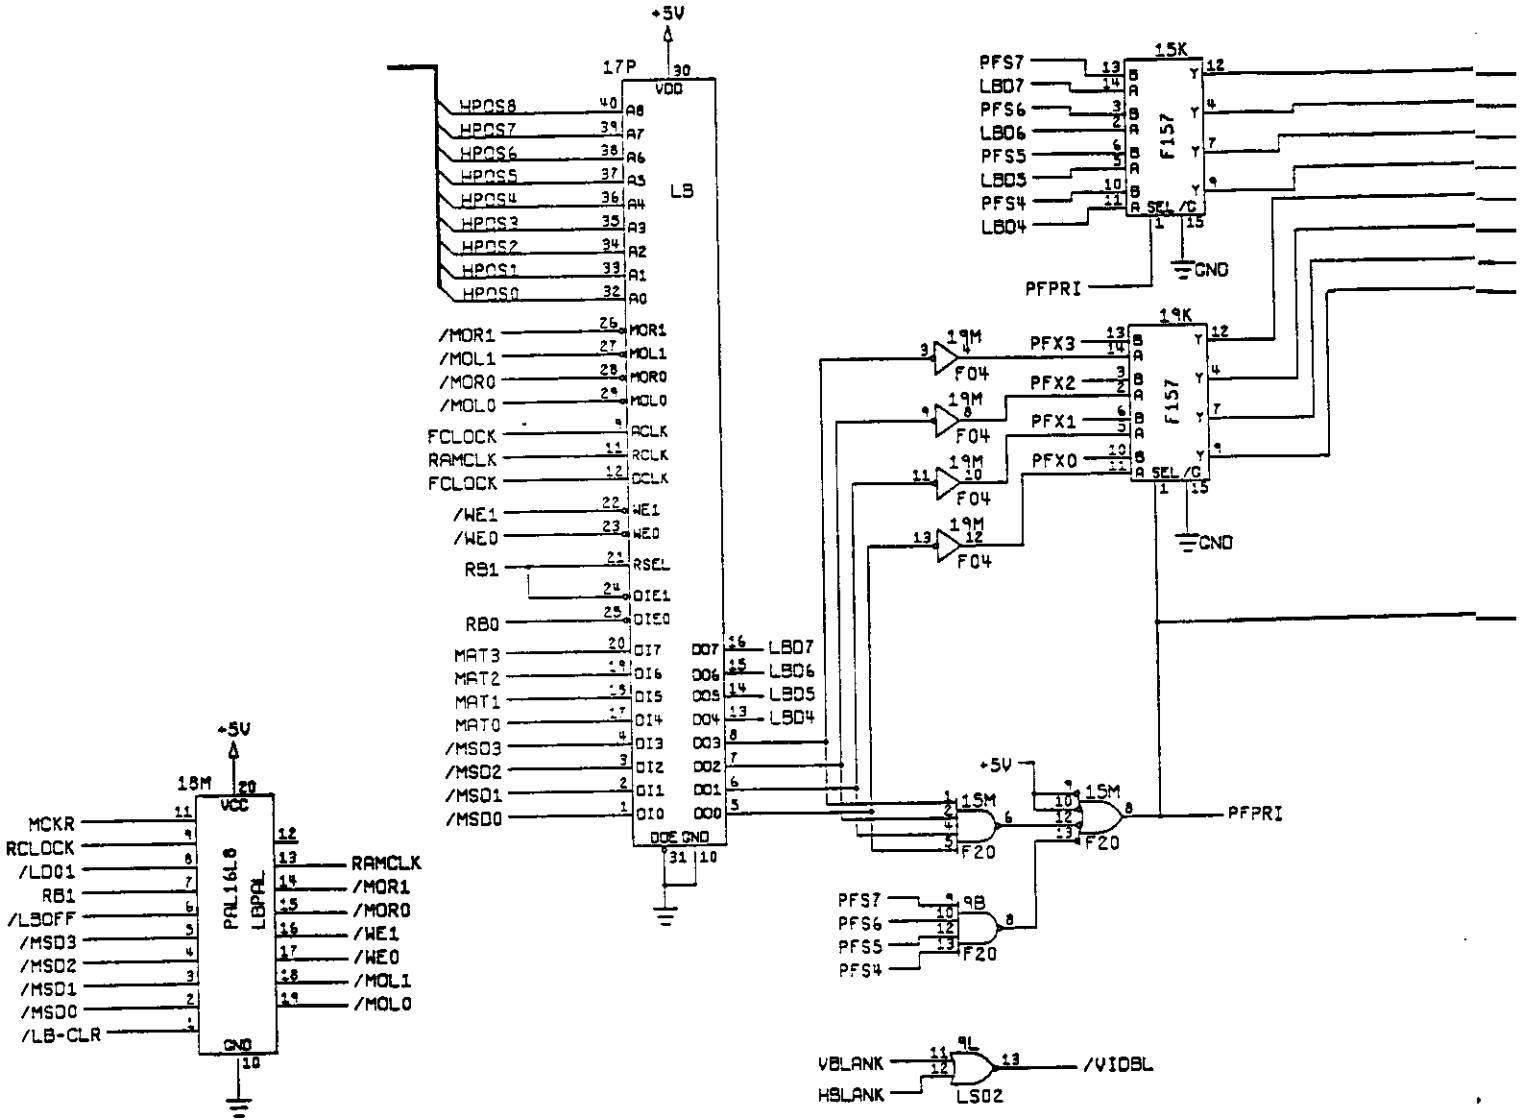 +5V
17P
30
VDD
HPOS8 40 A8
HPOS7 39 A7
HPOS6 38 A6
HPOS5 37 A5
HPOS4 36 A4
HPOS3 35 A3
HPOS2 34 A2
HPOS1 33 A1
HPOS0 32 A0
LB
/MOR1 26 MOR1
/MOL1 27 MOL1
/MOR0 28 MOR0
/MOL0 29 MOL0
FCLOCK 9 ACLK
RAMCLK 11 RCLK
FCLOCK 12 OCLK
/WE1 22 WE1
/WE0 23 WE0
RB1 21 RSEL
24 OIE1
RB0 25 OIE0
MAT3 20 DI7
MAT2 19 DI6
MAT1 18 DI5
MAT0 17 DI4
/MSD3 4 DI3
/MSD2 3 DI2
/MSD1 2 DI1
/MSD0 1 DI0
DO7 16 LBD7
DO6 15 LBD6
DO5 14 LBD5
DO4 13 LBD4
DO3 8
DO2 7
DO1 6
DO0 5
DOE GND
31 10
15K
PFS7 13 B Y 12
LBD7 14 A
PFS6 3 B Y 4
LBD6 2 A
PFS5 6 B Y 7
LBD5 5 A
PFS4 10 B Y 9
LBD4 11 A
F157
SEL /G
1 15
GND
PFPRI
19K
PFX3 13 B Y 12
14 A
PFX2 3 B Y 4
2 A
PFX1 6 B Y 7
5 A
PFX0 10 B Y 9
11 A
F157
SEL /G
1 15
GND
19M
3 4
F04
19M
9 8
F04
19M
11 10
F04
19M
13 12
F04
+5V
1 15M
2
4 6
5 F20
9 15M
10
12 8 PFPRI
13 F20
PFS7 9 9B
PFS6 10
PFS5 12 8
PFS4 13 F20
9L
VBLANK 11 13 /VIDBL
HBLANK 12
LS02
+5V
18M
20
VCC
MCKR 11
RCLOCK 9
/LD01 8
RB1 7
/LBOFF 6
/MSD3 5
/MSD2 4
/MSD1 3
/MSD0 2
/LB-CLR 1
PAL16L8
LBPAL
12
13 RAMCLK
14 /MOR1
15 /MOR0
16 /WE1
17 /WE0
18 /MOL1
19 /MOL0
GND
10